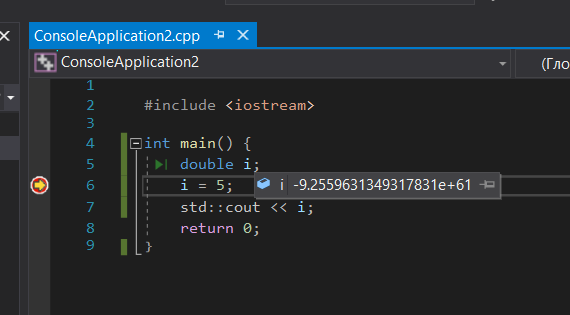 ConsoleApplication2.cpp
ConsoleApplication2
(Гло
1
2 #include <iostream>
3
4 int main() {
5 double i;
6 i = 5; i -9.2559631349317831e+61
7 std::cout << i;
8 return 0;
9 }